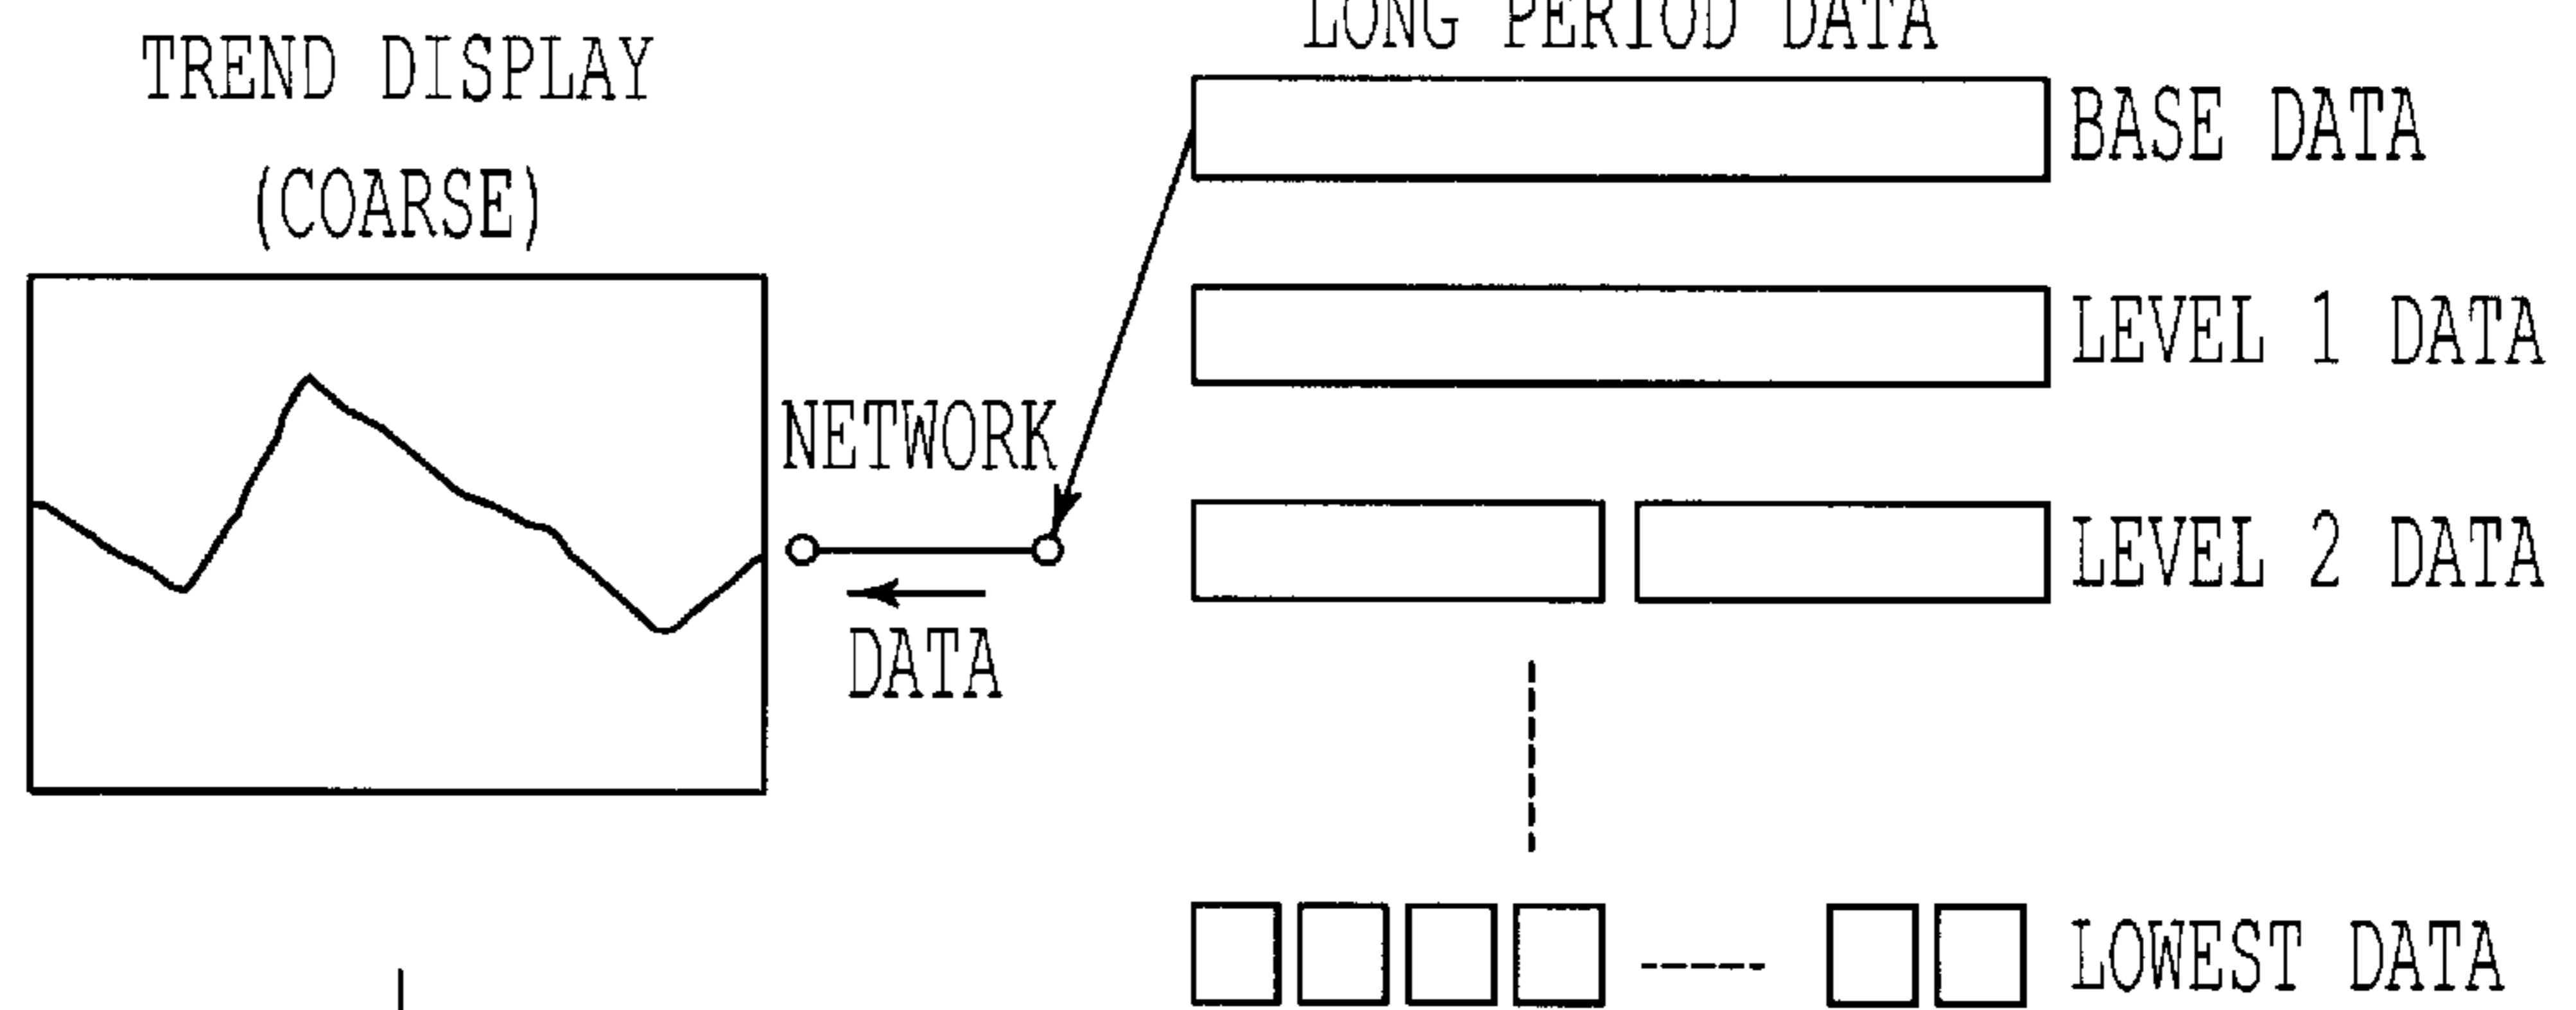 TREND DISPLAY
(COARSE)
NETWORK
DATA
LONG PERIOD DATA
BASE DATA
LEVEL 1 DATA
LEVEL 2 DATA
LOWEST DATA